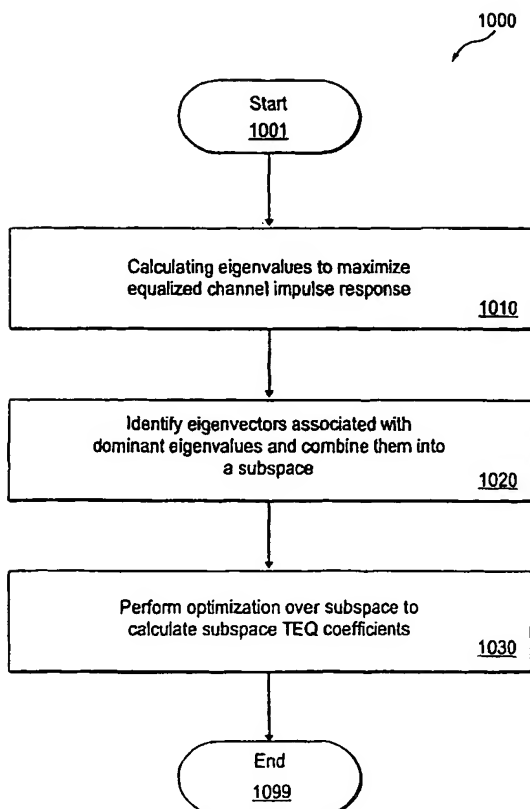 1000
Start
1001
Calculating eigenvalues to maximize
equalized channel impulse response
1010
Identify eigenvectors associated with
dominant eigenvalues and combine them into
a subspace
1020
Perform optimization over subspace to
calculate subspace TEQ coefficients
1030
End
1099